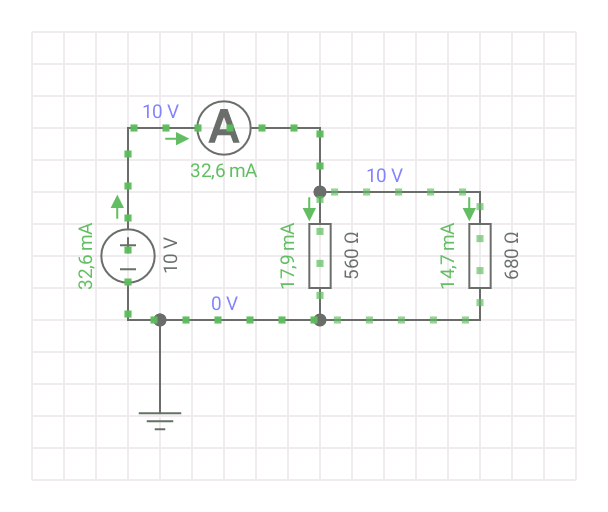 10 V
A
32,6 mA
10 V
32,6 mA
10 V
17,9 mA
560 Ω
14,7 mA
680 Ω
0 V